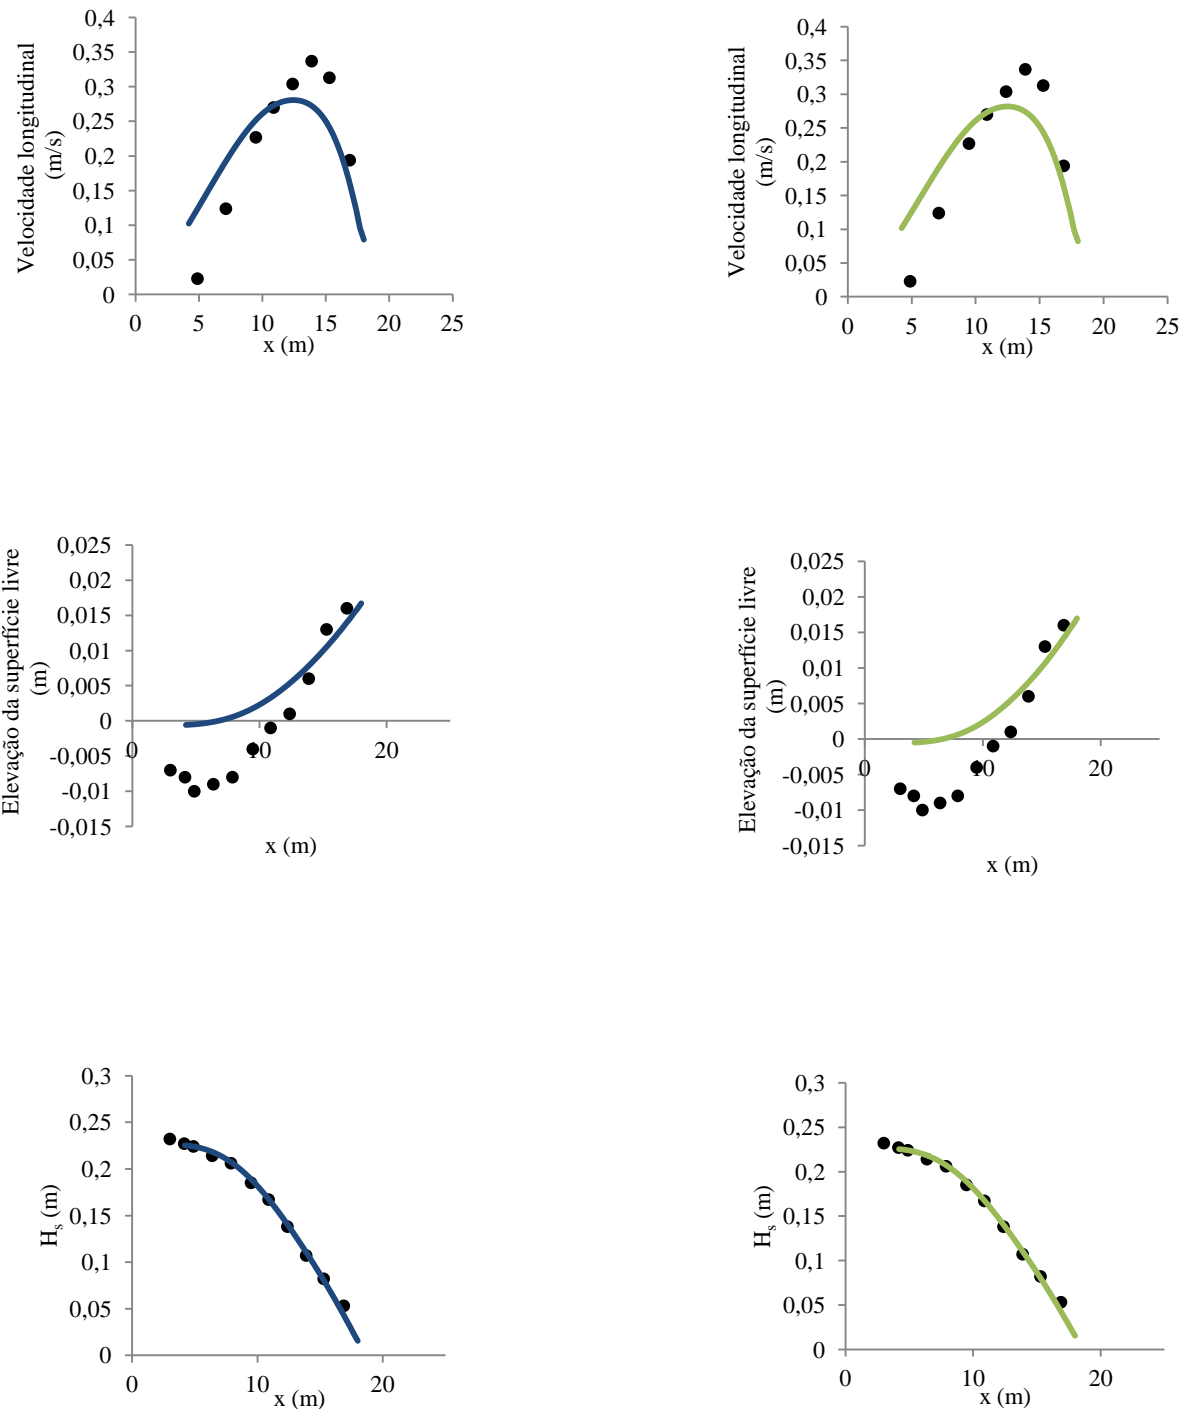 Velocidade longitudinal
(m/s)
0,4
0,35
0,3
0,25
0,2
0,15
0,1
0,05
0
0 5 10 15 20 25
x (m)
Velocidade longitudinal
(m/s)
0,4
0,35
0,3
0,25
0,2
0,15
0,1
0,05
0
0 5 10 15 20 25
x (m)
Elevação da superfície livre
(m)
0,025
0,02
0,015
0,01
0,005
0
-0,005
-0,01
-0,015
0 10 20
x (m)
Elevação da superfície livre
(m)
0,025
0,02
0,015
0,01
0,005
0
-0,005
-0,01
-0,015
0 10 20
x (m)
Hs (m)
0,3
0,25
0,2
0,15
0,1
0,05
0
0 10 20
x (m)
Hs (m)
0,3
0,25
0,2
0,15
0,1
0,05
0
0 10 20
x (m)